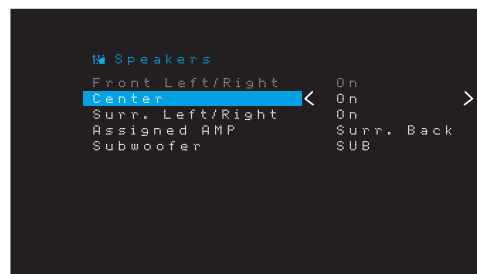 Speakers
Front Left/Right On
Center < On >
Surr. Left/Right On
Assigned AMP Surr. Back
Subwoofer SUB